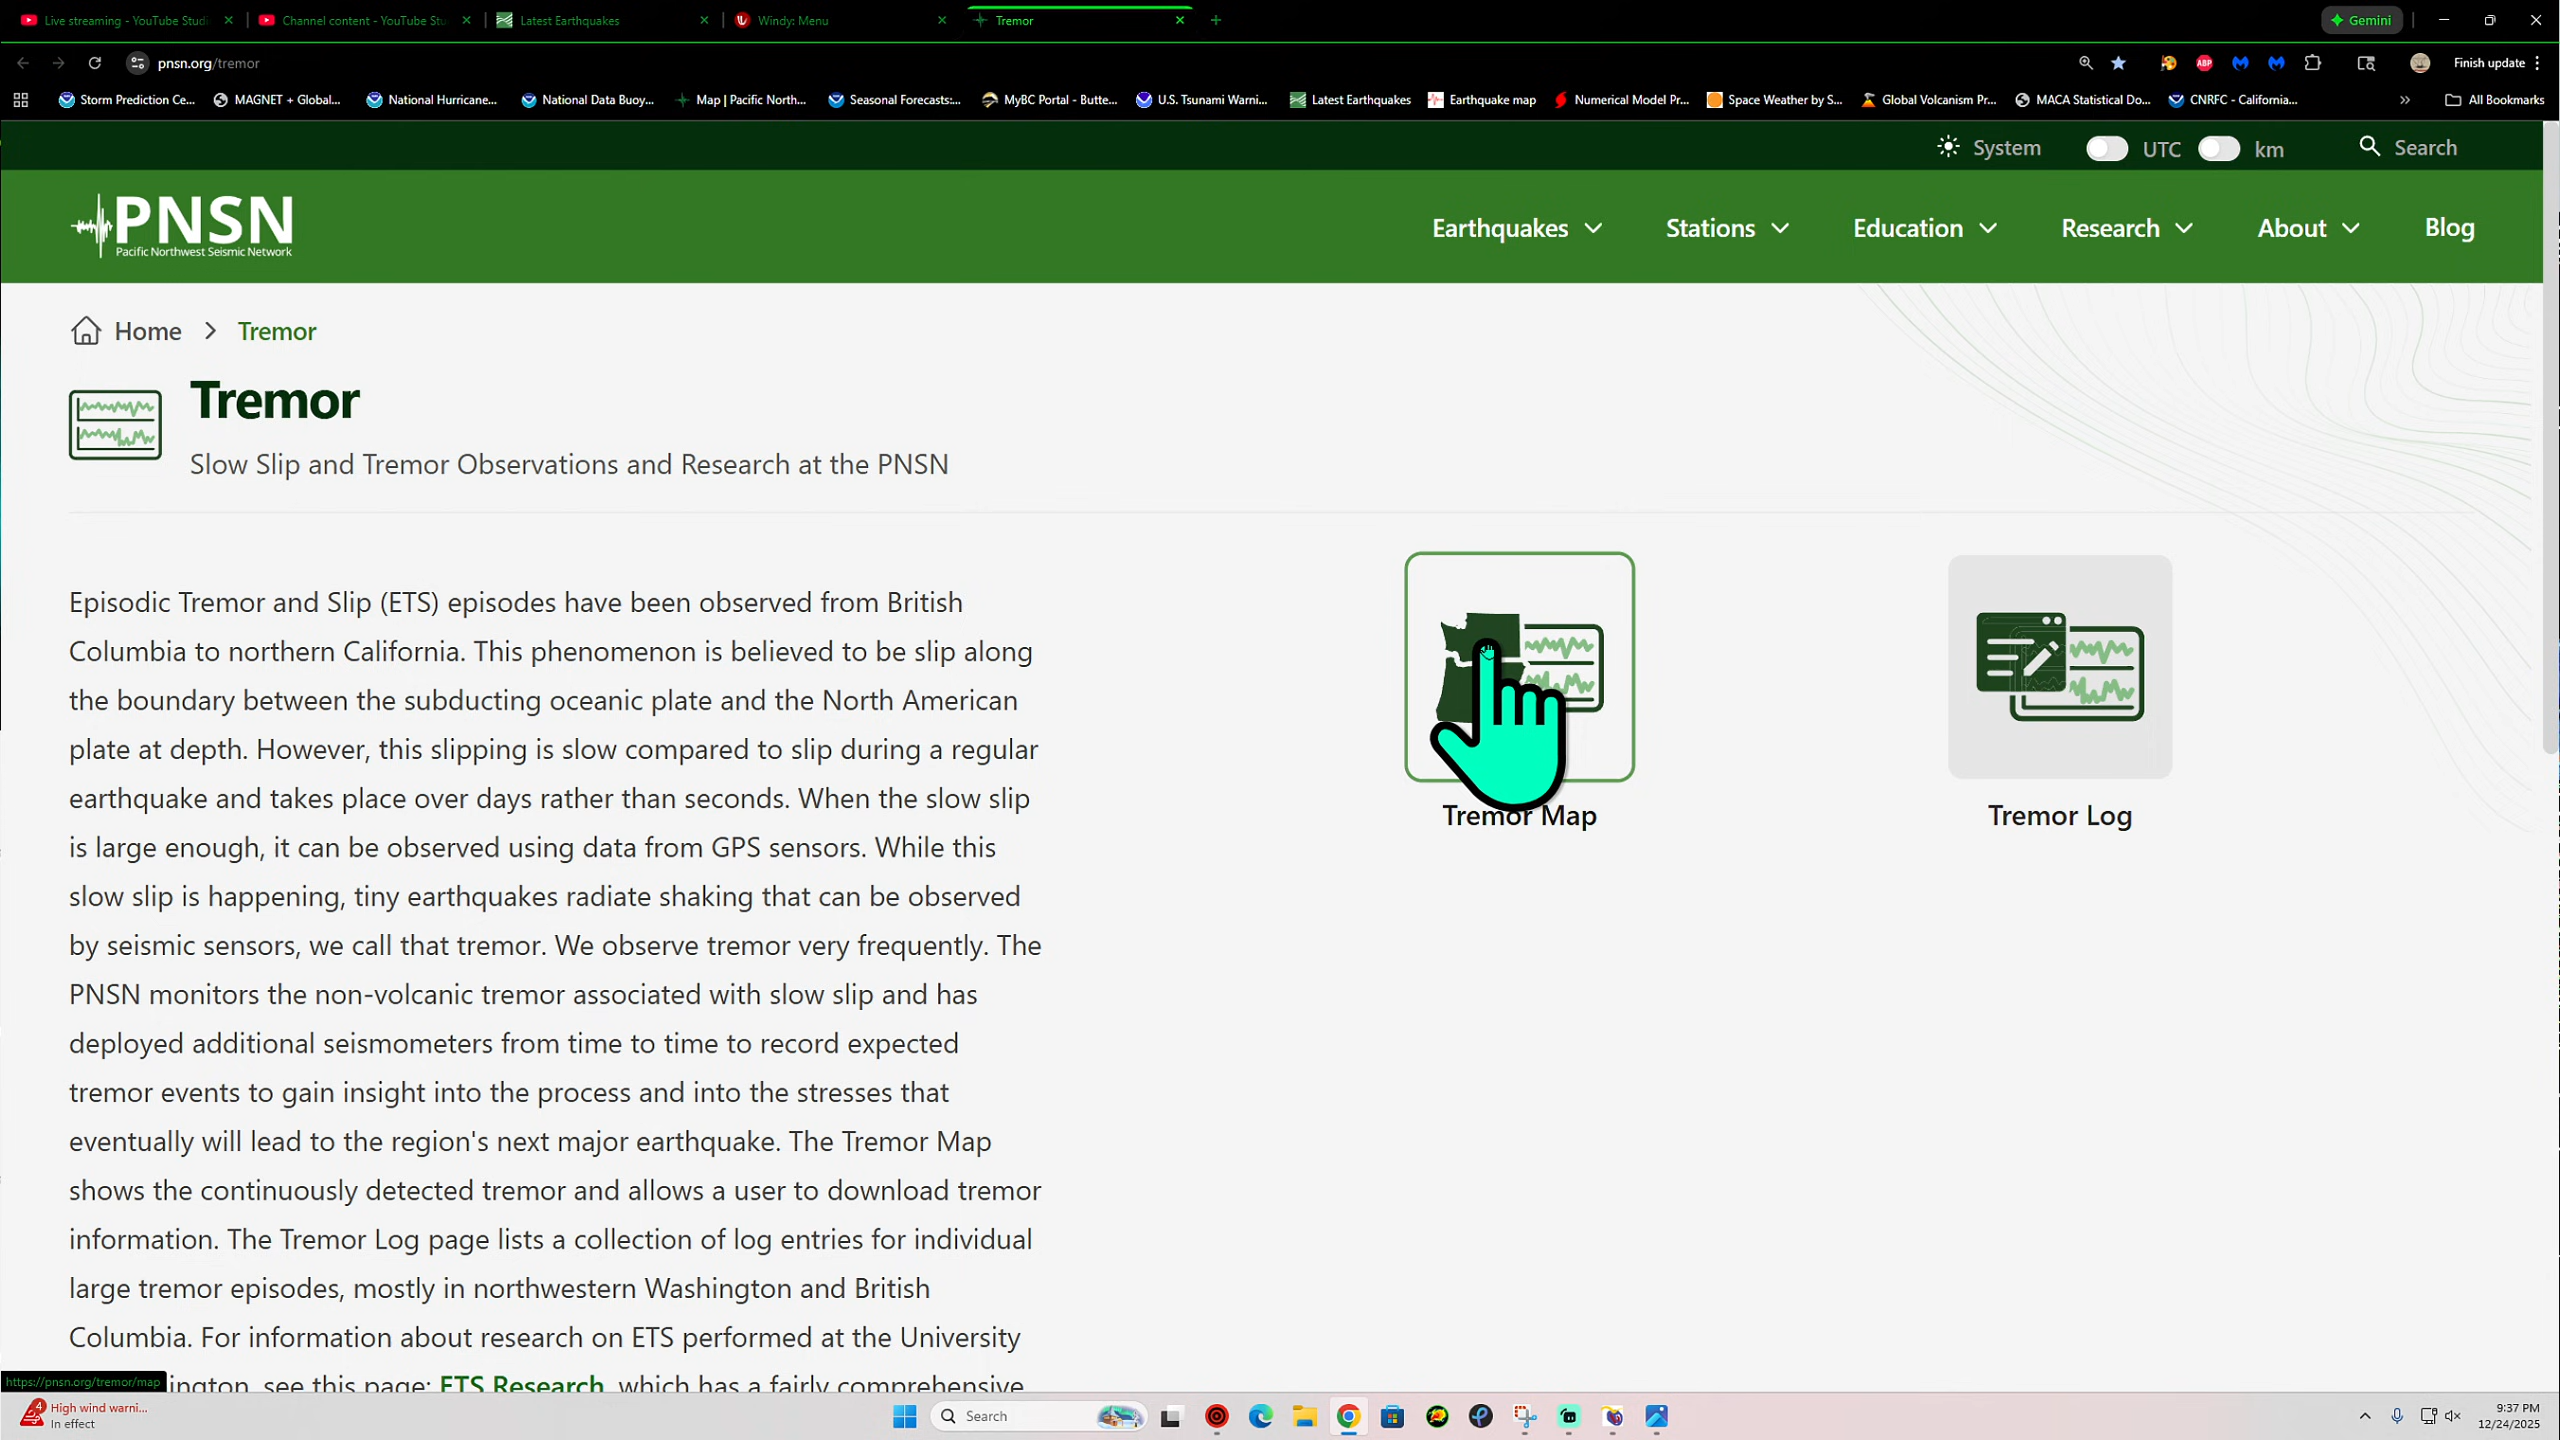 Live streaming - YouTube Studi
Channel content - YouTube Stu
Latest Earthquakes
Windy: Menu
Tremor
Gemini
pnsn.org/tremor
ABP
Finish update
Storm Prediction Ce...
MAGNET + Global...
National Hurricane...
National Data Buoy...
Map | Pacific North...
Seasonal Forecasts:...
MyBC Portal - Butte...
U.S. Tsunami Warni...
Latest Earthquakes
Earthquake map
Numerical Model Pr...
Space Weather by S...
Global Volcanism Pr...
MACA Statistical Do...
CNRFC - California...
All Bookmarks
System
UTC
km
Search
PNSN
Pacific Northwest Seismic Network
Earthquakes
Stations
Education
Research
About
Blog
Home
Tremor
Tremor
Slow Slip and Tremor Observations and Research at the PNSN
Episodic Tremor and Slip (ETS) episodes have been observed from British
Columbia to northern California. This phenomenon is believed to be slip along
the boundary between the subducting oceanic plate and the North American
plate at depth. However, this slipping is slow compared to slip during a regular
earthquake and takes place over days rather than seconds. When the slow slip
is large enough, it can be observed using data from GPS sensors. While this
slow slip is happening, tiny earthquakes radiate shaking that can be observed
by seismic sensors, we call that tremor. We observe tremor very frequently. The
PNSN monitors the non-volcanic tremor associated with slow slip and has
deployed additional seismometers from time to time to record expected
tremor events to gain insight into the process and into the stresses that
eventually will lead to the region's next major earthquake. The Tremor Map
shows the continuously detected tremor and allows a user to download tremor
information. The Tremor Log page lists a collection of log entries for individual
large tremor episodes, mostly in northwestern Washington and British
Columbia. For information about research on ETS performed at the University
ington, see this page: ETS Research, which has a fairly comprehensive
Tremor Map
Tremor Log
https://pnsn.org/tremor/map
4
High wind warni...
In effect
Search
9:37 PM
12/24/2025